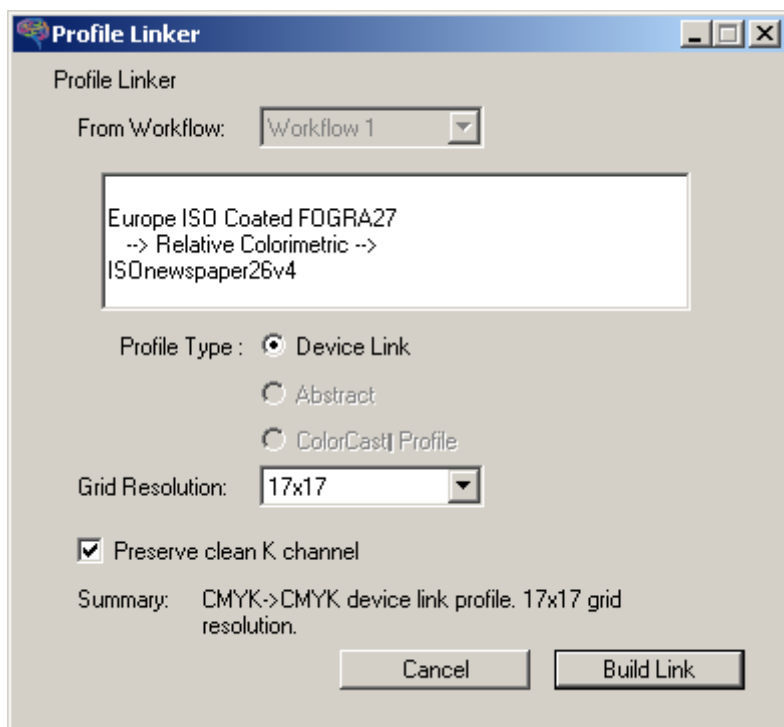 Profile Linker
Profile Linker
From Workflow: Workflow 1
Europe ISO Coated FOGRA27
--> Relative Colorimetric -->
ISOnewspaper26v4
Profile Type : Device Link
Abstract
ColorCast| Profile
Grid Resolution: 17x17
Preserve clean K channel
Summary: CMYK->CMYK device link profile. 17x17 grid
resolution.
Cancel Build Link